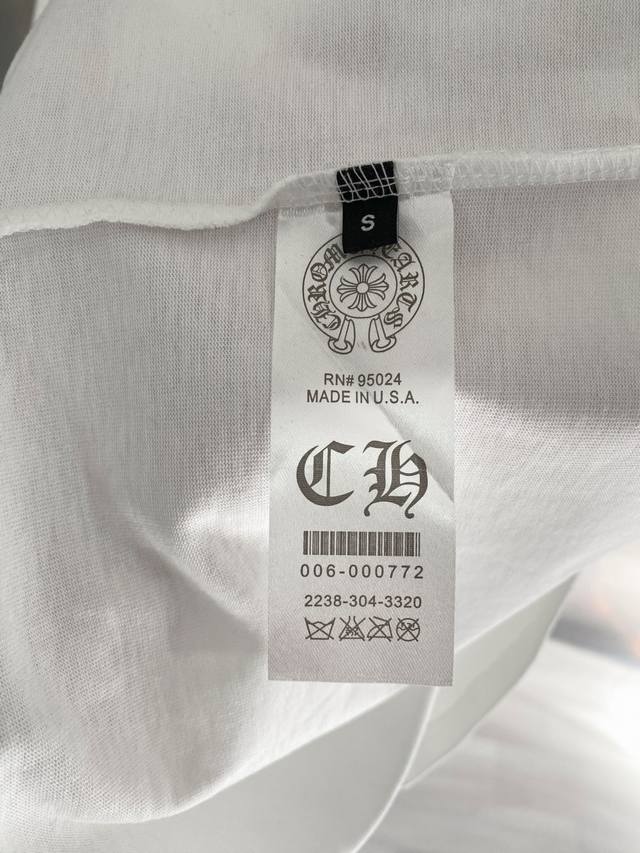 S
CHROME HEARTS
RN# 95024
MADE IN U.S.A.
CH
006-000772
2238-304-3320